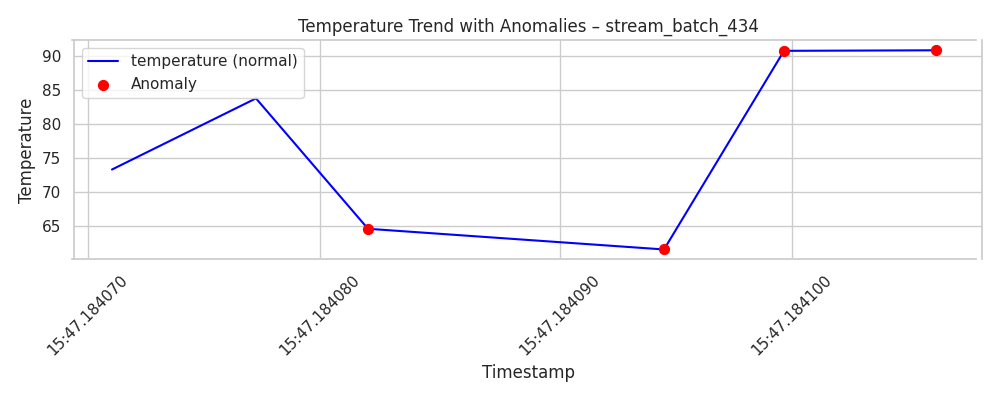 Temperature Trend with Anomalies – stream_batch_434
temperature (normal)
Anomaly
Temperature
90
85
80
75
70
65
15:47.184070
15:47.184080
15:47.184090
15:47.184100
Timestamp